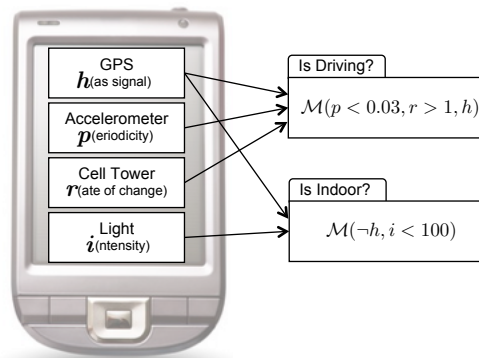 GPS
h(as signal)
Accelerometer
p(eriodicity)
Cell Tower
r(ate of change)
Light
i(ntensity)
Is Driving?
M(p < 0.03, r > 1, h)
Is Indoor?
M(¬h, i < 100)